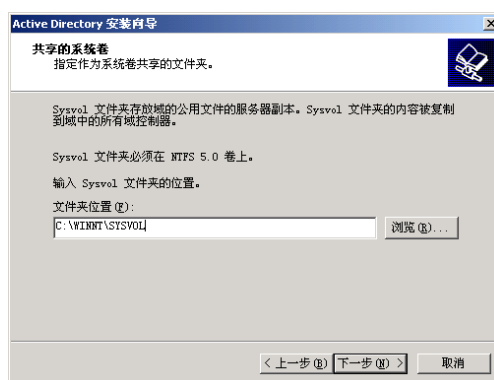 Active Directory 安装向导
共享的系统卷
指定作为系统卷共享的文件夹。
Sysvol 文件夹存放域的公用文件的服务器副本。Sysvol 文件夹的内容被复制
到域中的所有域控制器。
Sysvol 文件夹必须在 NTFS 5.0 卷上。
输入 Sysvol 文件夹的位置。
文件夹位置(F):
C:\WINNT\SYSVOL
浏览(R)...
< 上一步(B) 下一步(N) > 取消